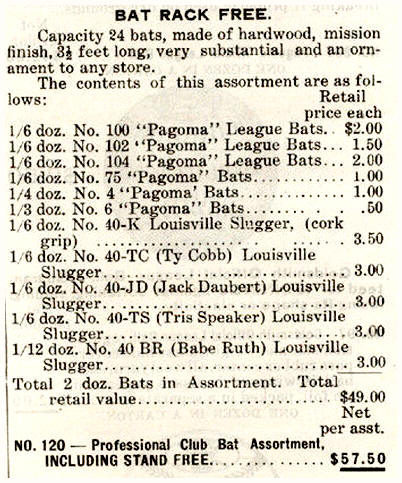 BAT RACK FREE.
Capacity 24 bats, made of hardwood, mission
finish, 3½ feet long, very substantial and an orn-
ament to any store.
The contents of this assortment are as fol-
lows: Retail
price each
1/6 doz. No. 100 "Pagoma" League Bats.. $2.00
1/6 doz. No. 102 "Pagoma" League Bats... 1.50
1/6 doz. No. 104 "Pagoma" League Bats... 2.00
1/6 doz. No. 75 "Pagoma" Bats........... 1.00
1/4 doz. No. 4 "Pagoma' Bats............ 1.00
1/3 doz. No. 6 "Pagoma" Bats............ .50
1/6 doz. No. 40-K Louisville Slugger, (cork
grip) .............................. 3.50
1/6 doz. No. 40-TC (Ty Cobb) Louisville
Slugger............................. 3.00
1/6 doz. No. 40-JD (Jack Daubert) Louisville
Slugger............................. 3.00
1/6 doz. No. 40-TS (Tris Speaker) Louisville
Slugger............................. 3.00
1/12 doz. No. 40 BR (Babe Ruth) Louisville
Slugger............................. 3.00
Total 2 doz. Bats in Assortment. Total
retail value......................... $49.00
Net
per asst.
NO. 120 — Professional Club Bat Assortment,
INCLUDING STAND FREE.............. $57.50